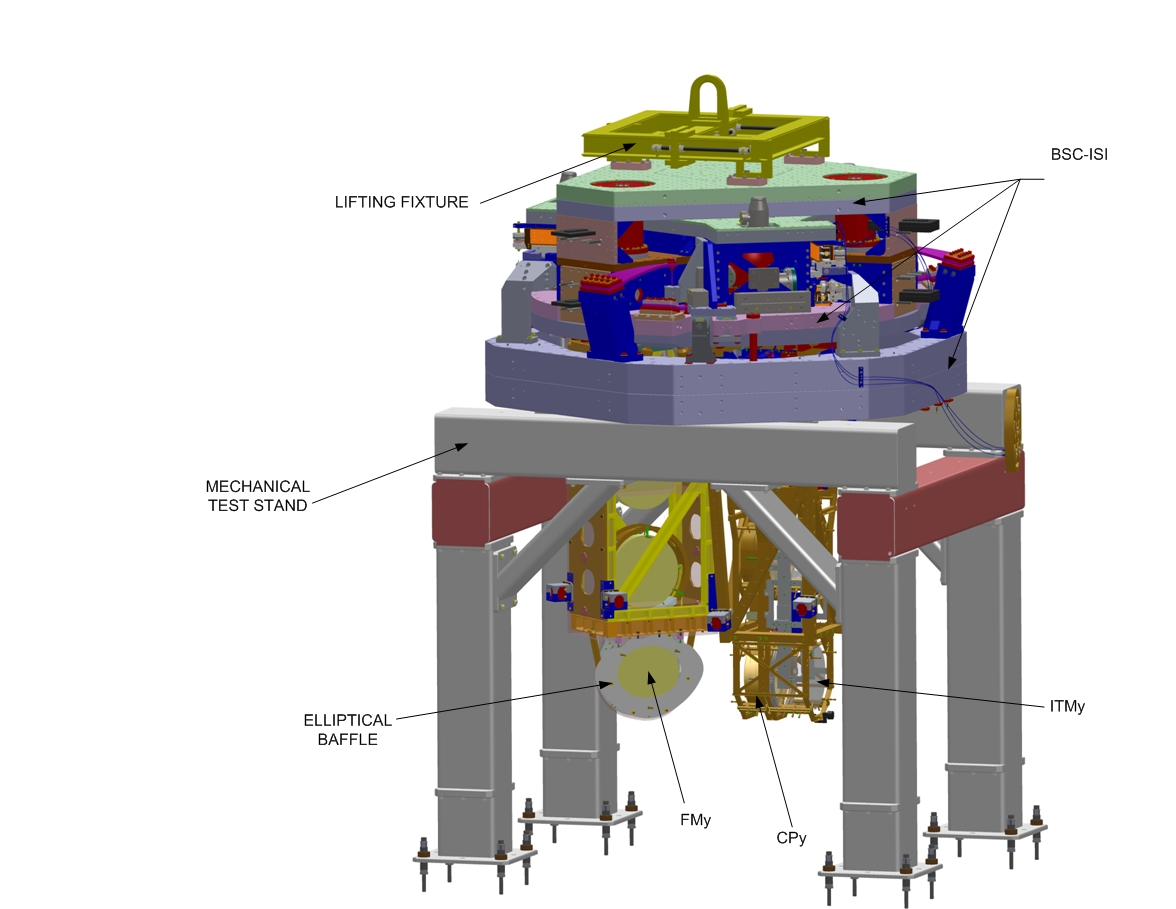 BSC-ISI
LIFTING FIXTURE
MECHANICAL
TEST STAND
ELLIPTICAL
BAFFLE
ITMy
FMy
CPy